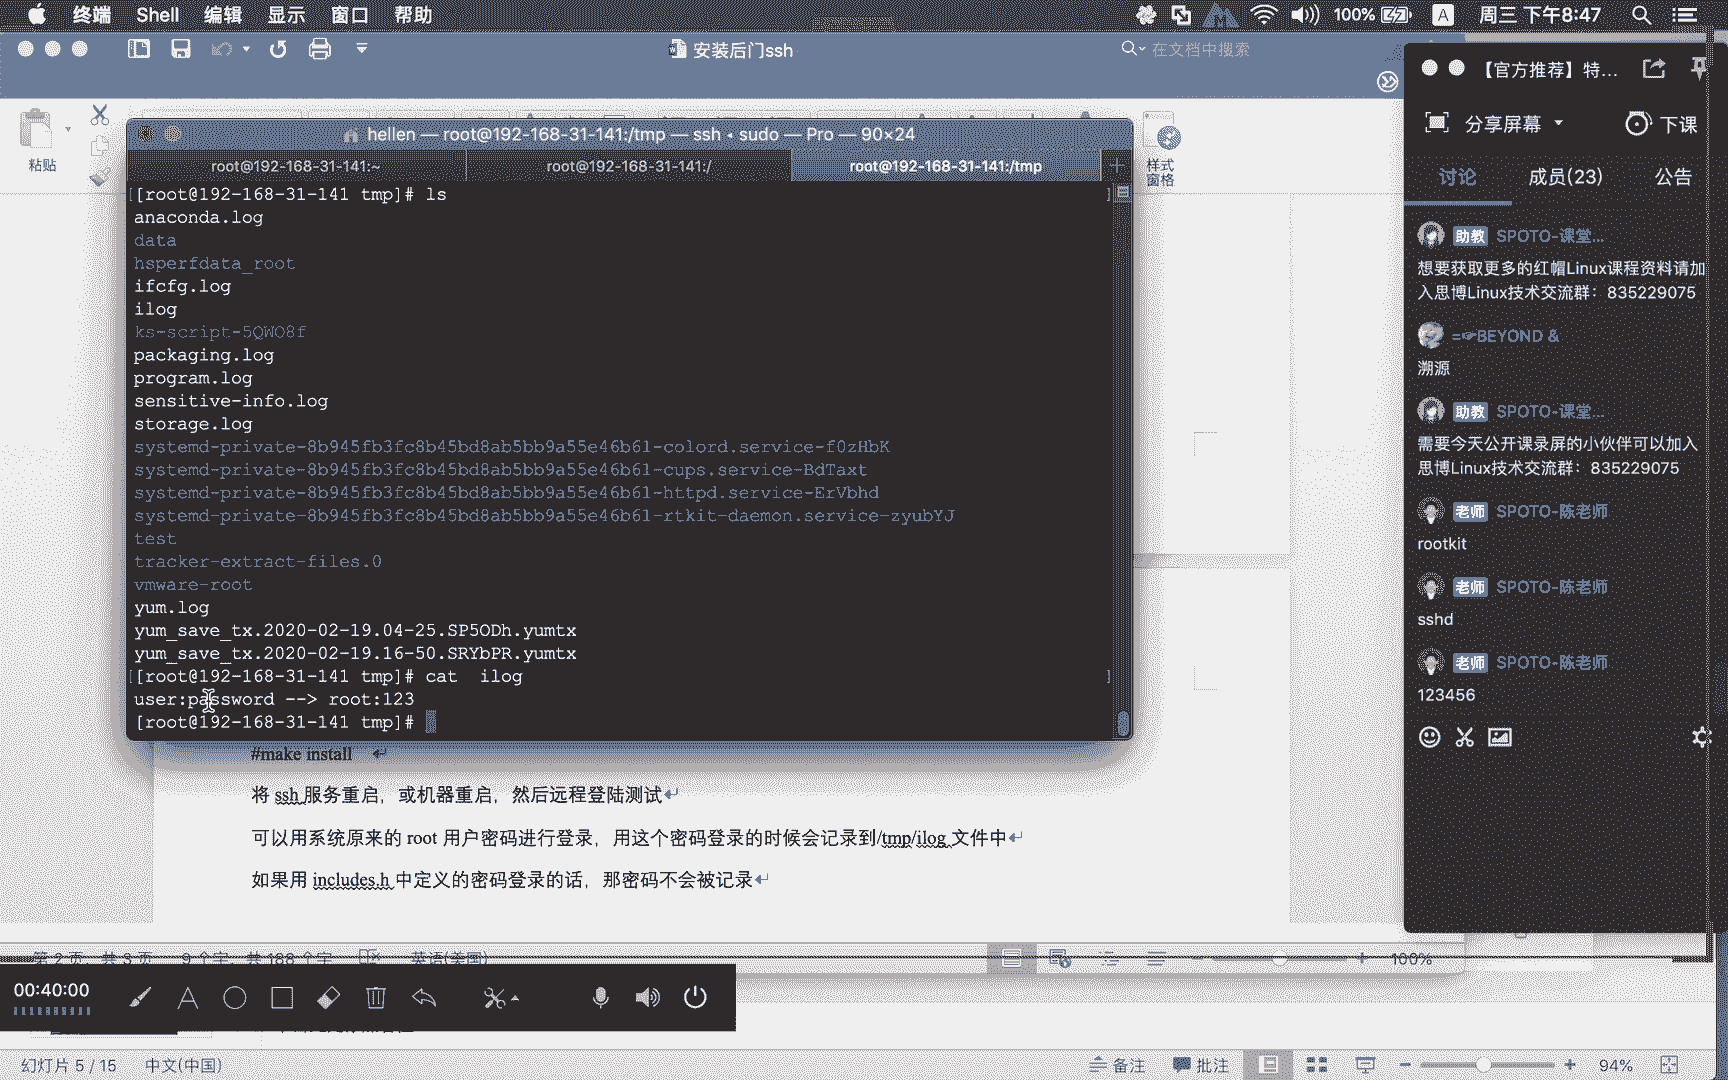 终端 Shell 编辑 显示 窗口 帮助
100% A 周三 下午8:47
安装后门ssh
在文档中搜索
粘贴
样式
窗格
hellen — root@192-168-31-141:/tmp — ssh • sudo — Pro — 90×24
root@192-168-31-141:~ root@192-168-31-141:/ root@192-168-31-141:/tmp
[[root@192-168-31-141 tmp]# ls ]
anaconda.log
data
hsperfdata_root
ifcfg.log
ilog
ks-script-5QWO8f
packaging.log
program.log
sensitive-info.log
storage.log
systemd-private-8b945fb3fc8b45bd8ab5bb9a55e46b61-colord.service-fOzHbK
systemd-private-8b945fb3fc8b45bd8ab5bb9a55e46b61-cups.service-BdTaxt
systemd-private-8b945fb3fc8b45bd8ab5bb9a55e46b61-httpd.service-ErVbhd
systemd-private-8b945fb3fc8b45bd8ab5bb9a55e46b61-rtkit-daemon.service-zyubYJ
test
tracker-extract-files.0
vmware-root
yum.log
yum_save_tx.2020-02-19.04-25.SP5ODh.yumtx
yum_save_tx.2020-02-19.16-50.SRYbPR.yumtx
[[root@192-168-31-141 tmp]# cat  ilog ]
user:password --> root:123
[root@192-168-31-141 tmp]#
#make install
将 ssh 服务重启，或机器重启，然后远程登陆测试
可以用系统原来的 root 用户密码进行登录，用这个密码登录的时候会记录到/tmp/ilog 文件中
如果用 includes.h 中定义的密码登录的话，那密码不会被记录
第 2 页，共 3 页 9 个字，共 188 个字 英语(美国) 100%
00:40:00
幻灯片 5 / 15 中文(中国) 备注 批注 94%
【官方推荐】特...
分享屏幕 下课
讨论 成员(23) 公告
助教 SPOTO-课堂...
想要获取更多的红帽Linux课程资料请加
入思博Linux技术交流群：835229075
=☞BEYOND &
溯源
助教 SPOTO-课堂...
需要今天公开课录屏的小伙伴可以加入
思博Linux技术交流群：835229075
老师 SPOTO-陈老师
rootkit
老师 SPOTO-陈老师
sshd
老师 SPOTO-陈老师
123456